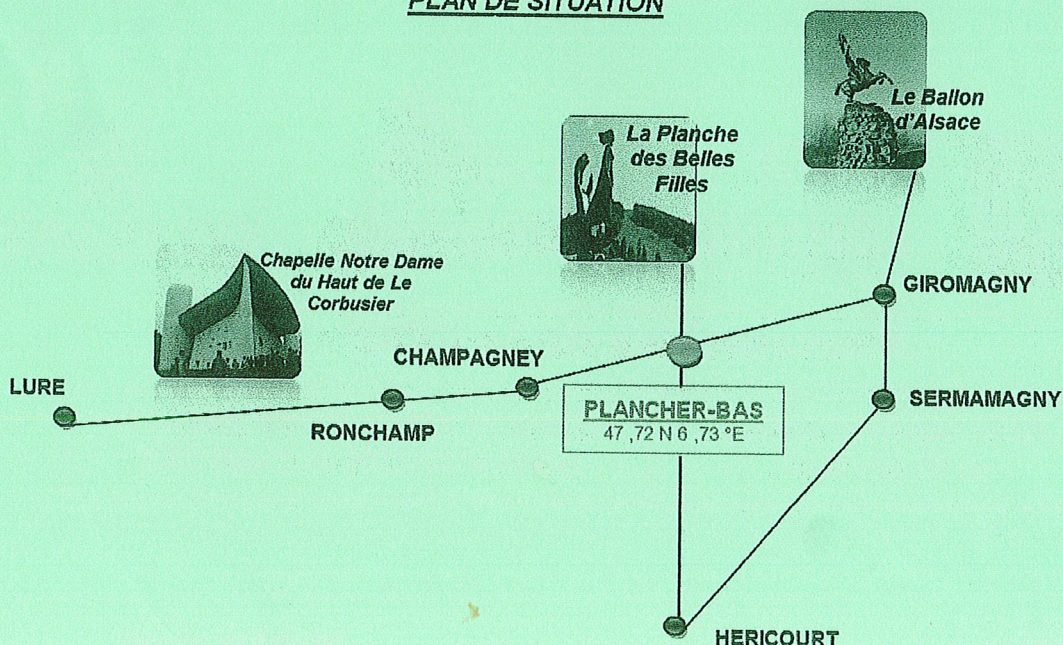 PLAN DE SITUATION
Le Ballon
d'Alsace
La Planche
des Belles
Filles
Chapelle Notre Dame
du Haut de Le
Corbusier
GIROMAGNY
CHAMPAGNEY
LURE
RONCHAMP
PLANCHER-BAS
47 ,72 N 6 ,73 °E
SERMAMAGNY
HERICOURT